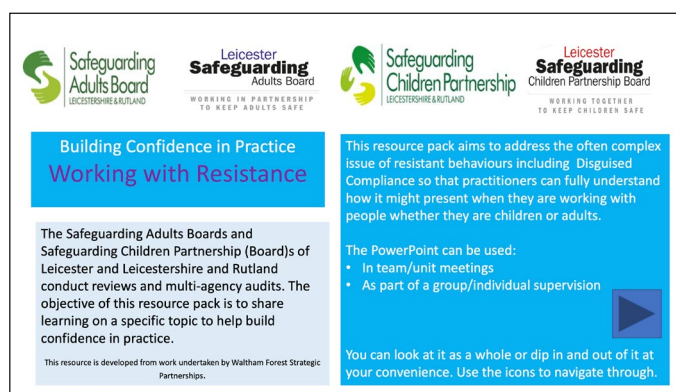 Safeguarding
Adults Board
LEICESTERSHIRE & RUTLAND
Leicester
Safeguarding
Adults Board
WORKING IN PARTNERSHIP
TO KEEP ADULTS SAFE
Safeguarding
Children Partnership
LEICESTERSHIRE & RUTLAND
Leicester
Safeguarding
Children Partnership Board
WORKING TOGETHER
TO KEEP CHILDREN SAFE
Building Confidence in Practice
Working with Resistance
The Safeguarding Adults Boards and
Safeguarding Children Partnership (Board)s of
Leicester and Leicestershire and Rutland
conduct reviews and multi-agency audits. The
objective of this resource pack is to share
learning on a specific topic to help build
confidence in practice.
This resource is developed from work undertaken by Waltham Forest Strategic
Partnerships.
This resource pack aims to address the often complex
issue of resistant behaviours including Disguised
Compliance so that practitioners can fully understand
how it might present when they are working with
people whether they are children or adults.
The PowerPoint can be used:
• In team/unit meetings
• As part of a group/individual supervision
You can look at it as a whole or dip in and out of it at
your convenience. Use the icons to navigate through.